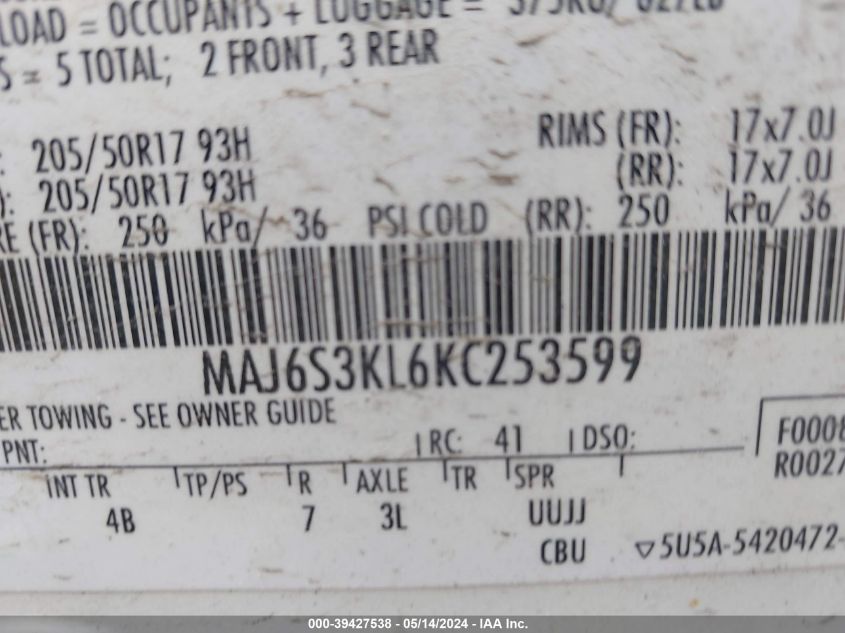 LOAD = OCCUPANTS + LUGGAGE = 375KG/ 827LB
S = 5 TOTAL; 2 FRONT, 3 REAR
: 205/50R17 93H RIMS (FR): 17x7.0J
): 205/50R17 93H (RR): 17x7.0J
RE (FR): 250 kPa/ 36 PSI COLD (RR): 250 kPa/ 36
MAJ6S3KL6KC253599
ER TOWING - SEE OWNER GUIDE
PNT: RC: 41 DSO: F0008
R0027
INT TR TP/PS R AXLE TR SPR
4B 7 3L UUJJ
CBU ▽5U5A-5420472-
000-39427538 - 05/14/2024 - IAA Inc.